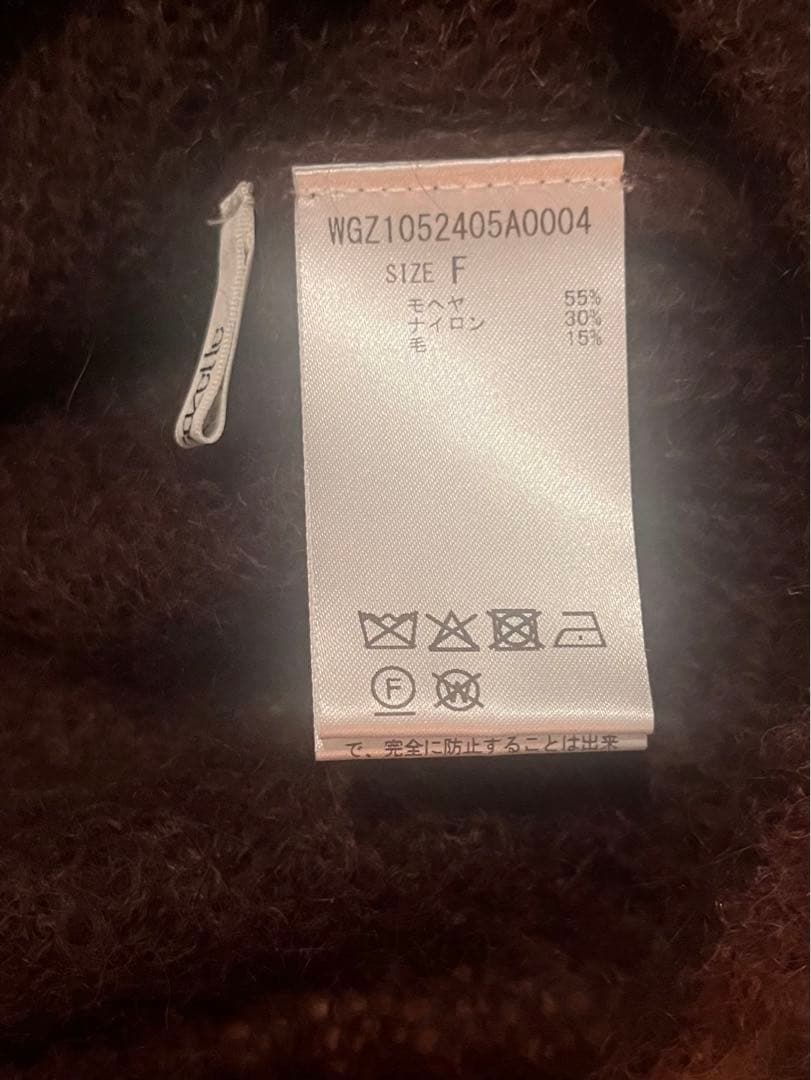 WGZ1052405A0004
SIZE F
モヘヤ 55%
ナイロン 30%
毛 15%
F
W
で、完全に防止することは出来